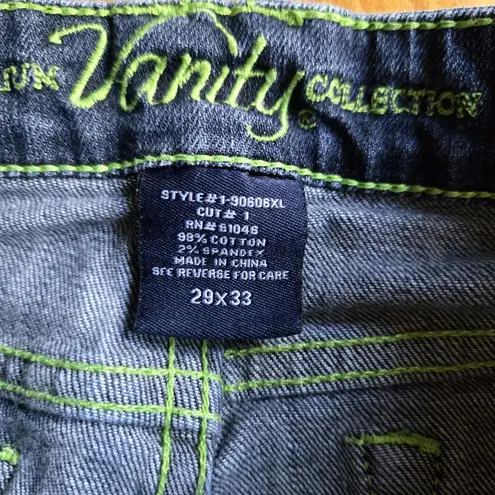 IUM Vanity® COLLECTION
STYLE#1-90606XL
CUT# 1
RN# 61046
98% COTTON
2% SPANDEX
MADE IN CHINA
SEE REVERSE FOR CARE
29x33